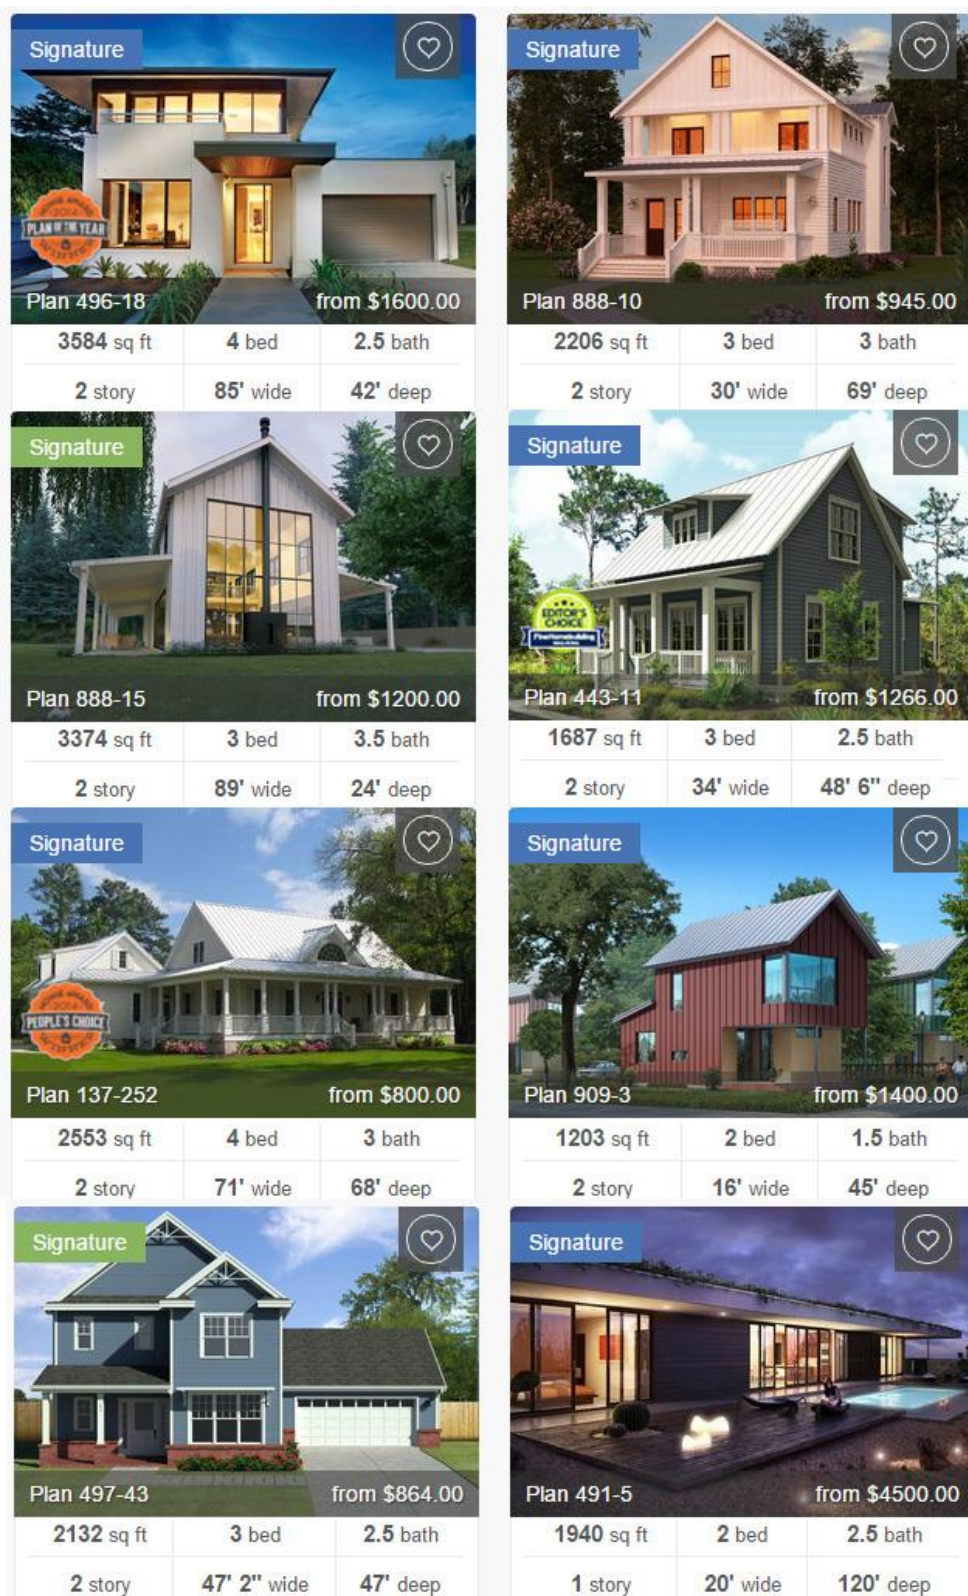 Signature
PLAN OF THE YEAR
Plan 496-18 from $1600.00
3584 sq ft 4 bed 2.5 bath
2 story 85' wide 42' deep
Signature
Plan 888-10 from $945.00
2206 sq ft 3 bed 3 bath
2 story 30' wide 69' deep
Signature
Plan 888-15 from $1200.00
3374 sq ft 3 bed 3.5 bath
2 story 89' wide 24' deep
Signature
EDITOR'S
CHOICE
FineHomebuilding
Plan 443-11 from $1266.00
1687 sq ft 3 bed 2.5 bath
2 story 34' wide 48' 6" deep
Signature
2014
PEOPLE'S CHOICE
Plan 137-252 from $800.00
2553 sq ft 4 bed 3 bath
2 story 71' wide 68' deep
Signature
Plan 909-3 from $1400.00
1203 sq ft 2 bed 1.5 bath
2 story 16' wide 45' deep
Signature
Plan 497-43 from $864.00
2132 sq ft 3 bed 2.5 bath
2 story 47' 2" wide 47' deep
Signature
Plan 491-5 from $4500.00
1940 sq ft 2 bed 2.5 bath
1 story 20' wide 120' deep